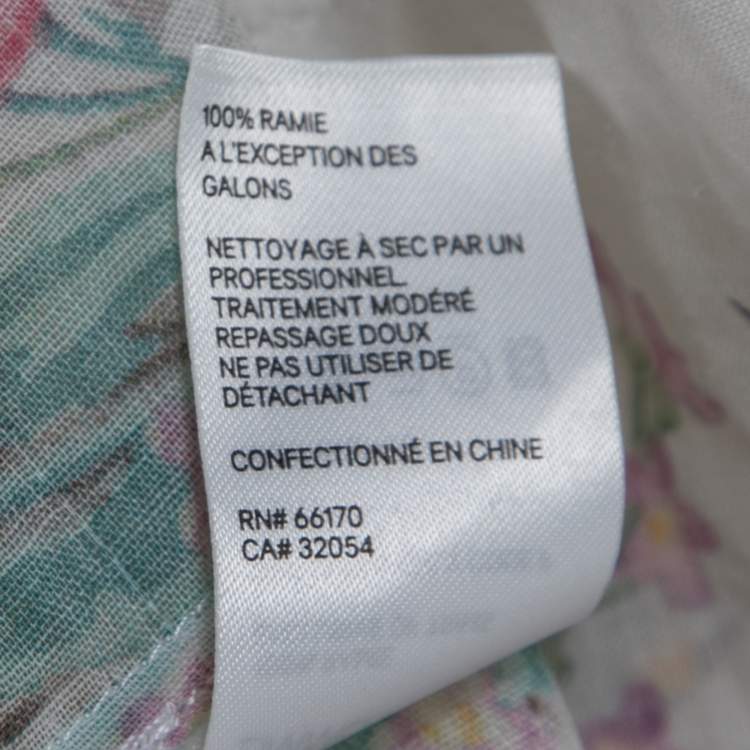 100% RAMIE
A L'EXCEPTION DES
GALONS
NETTOYAGE À SEC PAR UN
PROFESSIONNEL.
TRAITEMENT MODÉRÉ
REPASSAGE DOUX
NE PAS UTILISER DE
DÉTACHANT
CONFECTIONNÉ EN CHINE
RN# 66170
CA# 32054